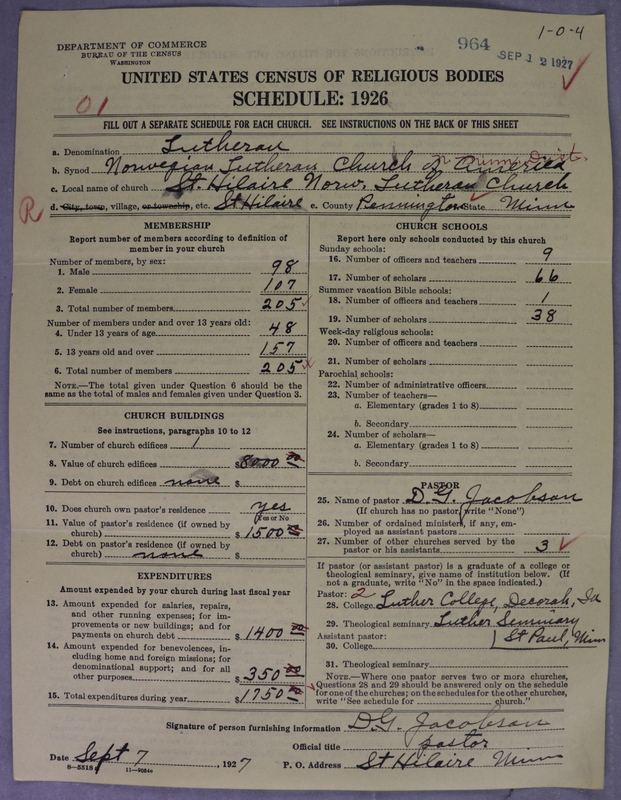 1-0-4
DEPARTMENT OF COMMERCE
BUREAU OF THE CENSUS
WASHINGTON
964
SEP 12 1927
UNITED STATES CENSUS OF RELIGIOUS BODIES
SCHEDULE: 1926
01
FILL OUT A SEPARATE SCHEDULE FOR EACH CHURCH. SEE INSTRUCTIONS ON THE BACK OF THIS SHEET
a. Denomination Lutheran
b. Synod Norwegian Lutheran Church of America
N. Minn. Dist.
c. Local name of church St. Hilaire Norw. Lutheran Church
R
d. City, town, village, or township, etc. St Hilaire e. County Pennington State Minn
MEMBERSHIP
Report number of members according to definition of
member in your church
Number of members, by sex:
1. Male 98
2. Female 107
3. Total number of members 205
Number of members under and over 13 years old:
4. Under 13 years of age 48
5. 13 years old and over 157
6. Total number of members 205
NOTE.—The total given under Question 6 should be the
same as the total of males and females given under Question 3.
CHURCH BUILDINGS
See instructions, paragraphs 10 to 12
7. Number of church edifices 1
8. Value of church edifices $8000 00
9. Debt on church edifices none $
10. Does church own pastor's residence yes
(Yes or No)
11. Value of pastor's residence (if owned by
church) $1500 00
12. Debt on pastor's residence (if owned by
church) none $
EXPENDITURES
Amount expended by your church during last fiscal year
13. Amount expended for salaries, repairs,
and other running expenses; for im-
provements or new buildings; and for
payments on church debt $1400 00
14. Amount expended for benevolences, in-
cluding home and foreign missions; for
denominational support; and for all
other purposes $350 00
15. Total expenditures during year $1750 00
CHURCH SCHOOLS
Report here only schools conducted by this church
Sunday schools:
16. Number of officers and teachers 9
17. Number of scholars 66
Summer vacation Bible schools:
18. Number of officers and teachers 1
19. Number of scholars 38
Week-day religious schools:
20. Number of officers and teachers
21. Number of scholars
Parochial schools:
22. Number of administrative officers
23. Number of teachers—
a. Elementary (grades 1 to 8)
b. Secondary
24. Number of scholars—
a. Elementary (grades 1 to 8)
b. Secondary
PASTOR
25. Name of pastor D. G. Jacobson
(If church has no pastor, write "None")
26. Number of ordained ministers, if any, em-
ployed as assistant pastors
27. Number of other churches served by the
pastor or his assistants 3
If pastor (or assistant pastor) is a graduate of a college or
theological seminary, give name of institution below. (If
not a graduate, write "No" in the space indicated.)
Pastor: 2
28. College Luther College, Decorah, Ia
29. Theological seminary Luther Seminary
Assistant pastor: St Paul, Minn
30. College
31. Theological seminary
NOTE.—Where one pastor serves two or more churches,
Questions 28 and 29 should be answered only on the schedule
for one of the churches; on the schedules for the other churches,
write "See schedule for church."
Signature of person furnishing information D. G. Jacobson
Official title pastor
Date Sept 7, 1927 P. O. Address St Hilaire Minn